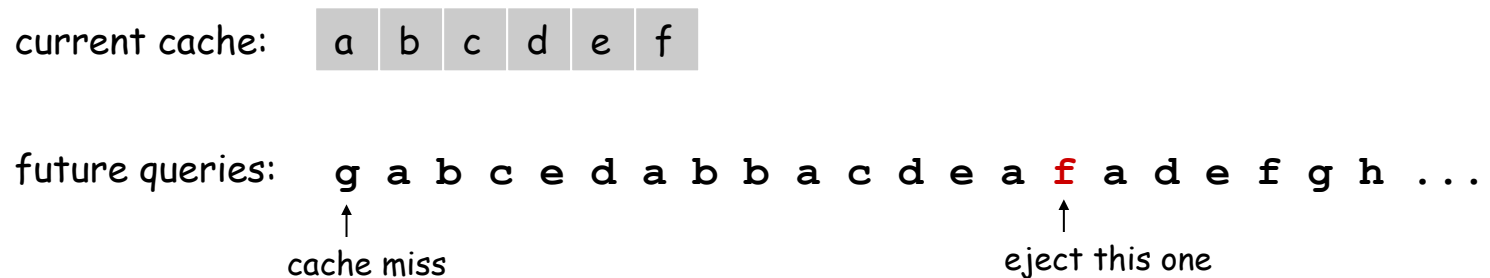 current cache: a b c d e f
future queries: g a b c e d a b b a c d e a f a d e f g h ...
cache miss
eject this one